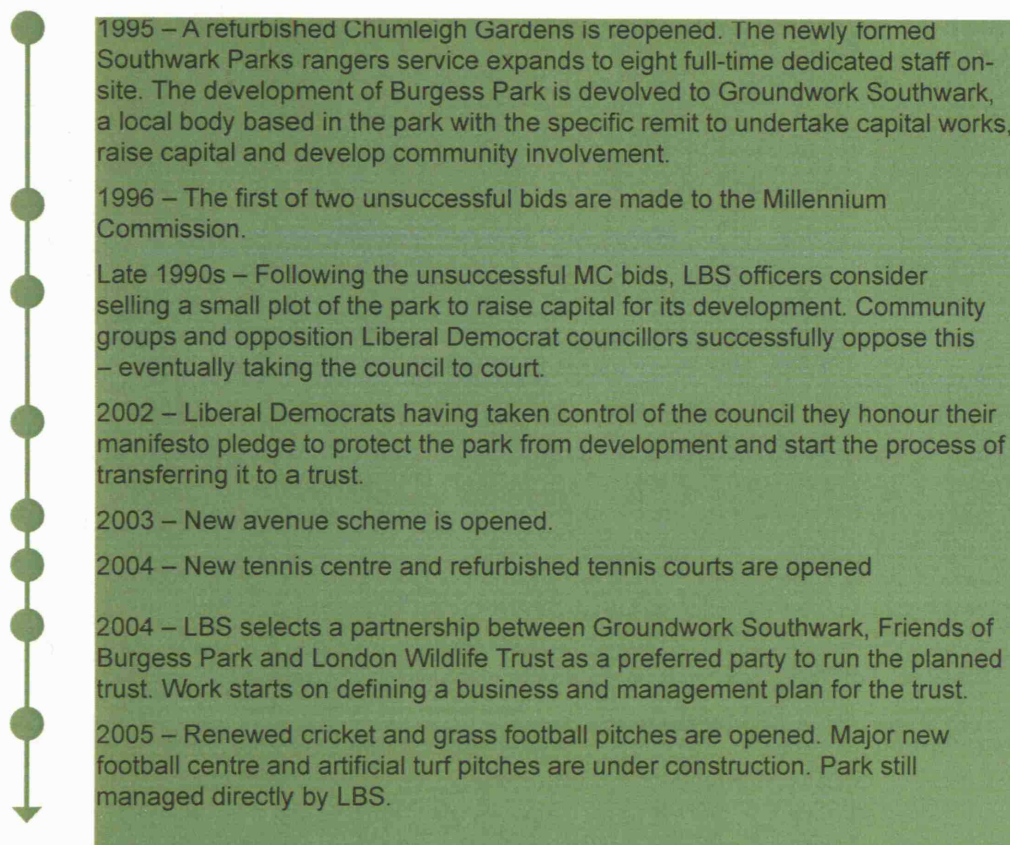 1995 – A refurbished Chumleigh Gardens is reopened. The newly formed
Southwark Parks rangers service expands to eight full-time dedicated staff on-
site. The development of Burgess Park is devolved to Groundwork Southwark,
a local body based in the park with the specific remit to undertake capital works,
raise capital and develop community involvement.
1996 – The first of two unsuccessful bids are made to the Millennium
Commission.
Late 1990s – Following the unsuccessful MC bids, LBS officers consider
selling a small plot of the park to raise capital for its development. Community
groups and opposition Liberal Democrat councillors successfully oppose this
– eventually taking the council to court.
2002 – Liberal Democrats having taken control of the council they honour their
manifesto pledge to protect the park from development and start the process of
transferring it to a trust.
2003 – New avenue scheme is opened.
2004 – New tennis centre and refurbished tennis courts are opened
2004 – LBS selects a partnership between Groundwork Southwark, Friends of
Burgess Park and London Wildlife Trust as a preferred party to run the planned
trust. Work starts on defining a business and management plan for the trust.
2005 – Renewed cricket and grass football pitches are opened. Major new
football centre and artificial turf pitches are under construction. Park still
managed directly by LBS.